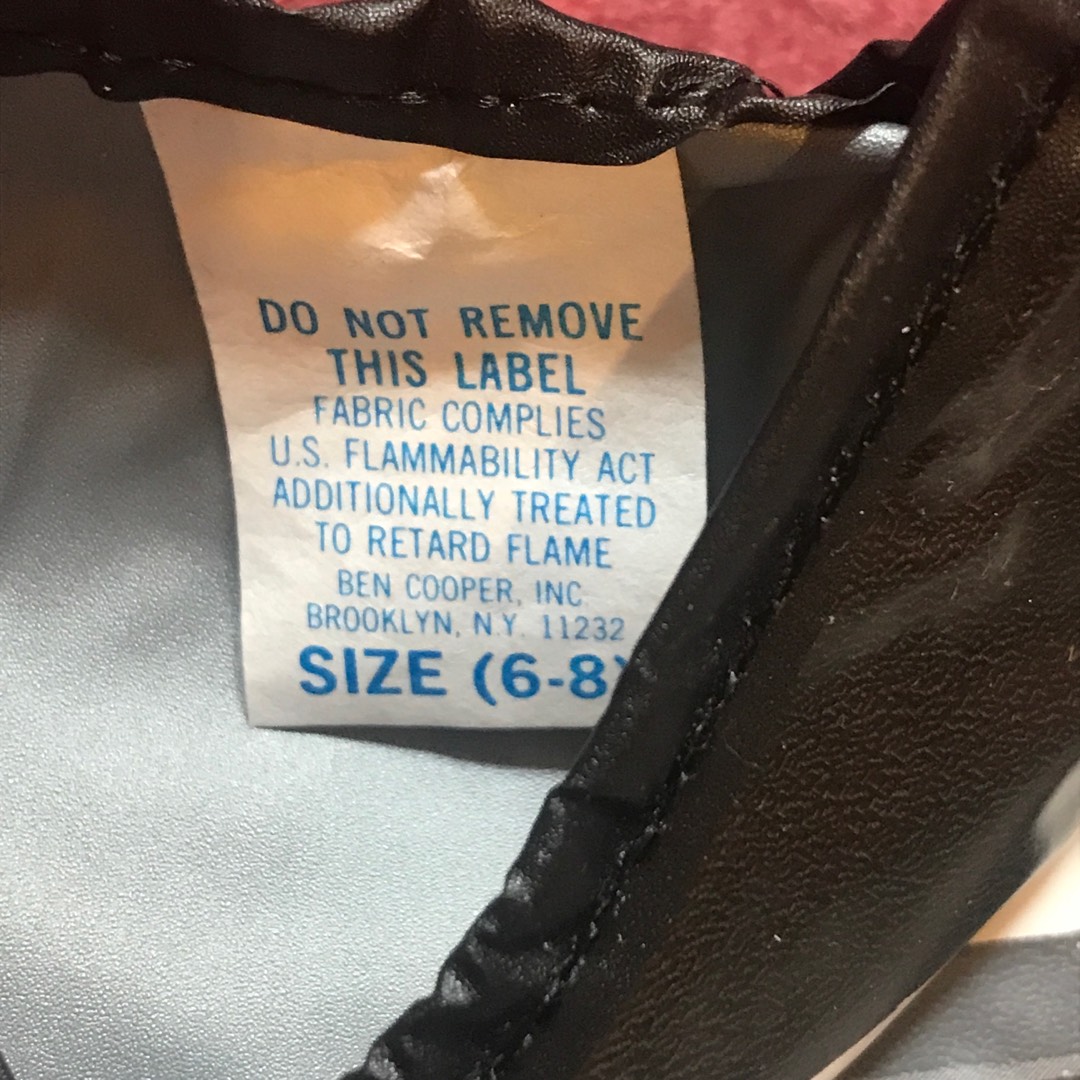 DO NOT REMOVE
THIS LABEL
FABRIC COMPLIES
U.S. FLAMMABILITY ACT
ADDITIONALLY TREATED
TO RETARD FLAME
BEN COOPER, INC.
BROOKLYN, N.Y. 11232
SIZE (6-8)